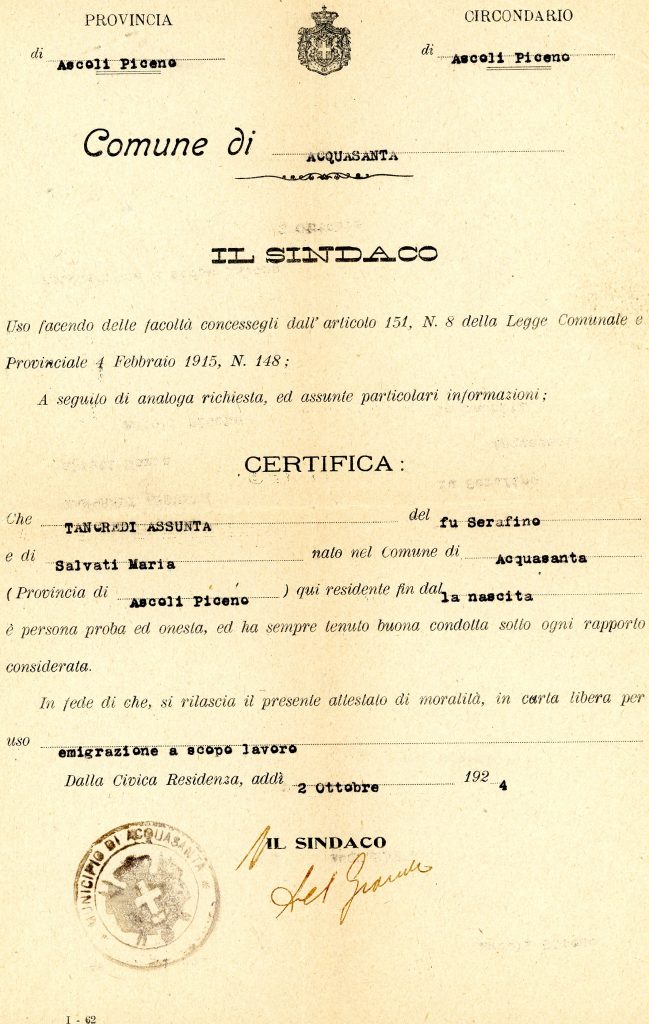 PROVINCIA
CIRCONDARIO
di Ascoli Piceno
di Ascoli Piceno
Comune di ACQUASANTA
IL SINDACO
Uso facendo delle facoltà concessegli dall' articolo 151, N. 8 della Legge Comunale e
Provinciale 4 Febbraio 1915, N. 148;
A seguito di analoga richiesta, ed assunte particolari informazioni;
CERTIFICA:
Che TANCREDI ASSUNTA del fu Serafino
e di Salvati Maria nato nel Comune di Acquasanta
(Provincia di Ascoli Piceno) qui residente fin dal la nascita
è persona proba ed onesta, ed ha sempre tenuto buona condotta sotto ogni rapporto
considerata.
In fede di che, si rilascia il presente attestato di moralità, in carta libera per
uso emigrazione a scopo lavoro
Dalla Civica Residenza, addì 2 Ottobre 1924
IL SINDACO
MUNICIPIO DI ACQUASANTA
I - 62